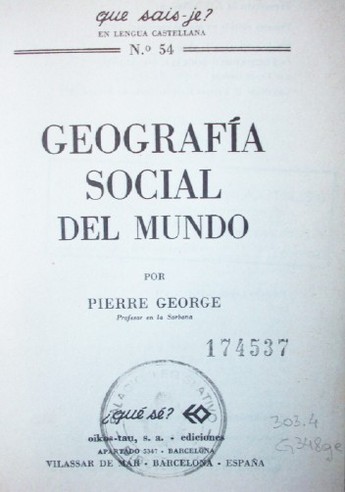 que sais-je?
EN LENGUA CASTELLANA
N.º 54
GEOGRAFÍA
SOCIAL
DEL MUNDO
POR
PIERRE GEORGE
Profesor en la Sorbona
174537
¿qué sé?
oikos-tau, s. a. - ediciones
APARTADO 5347 - BARCELONA
VILASSAR DE MAR - BARCELONA - ESPAÑA
303.4
G348ge